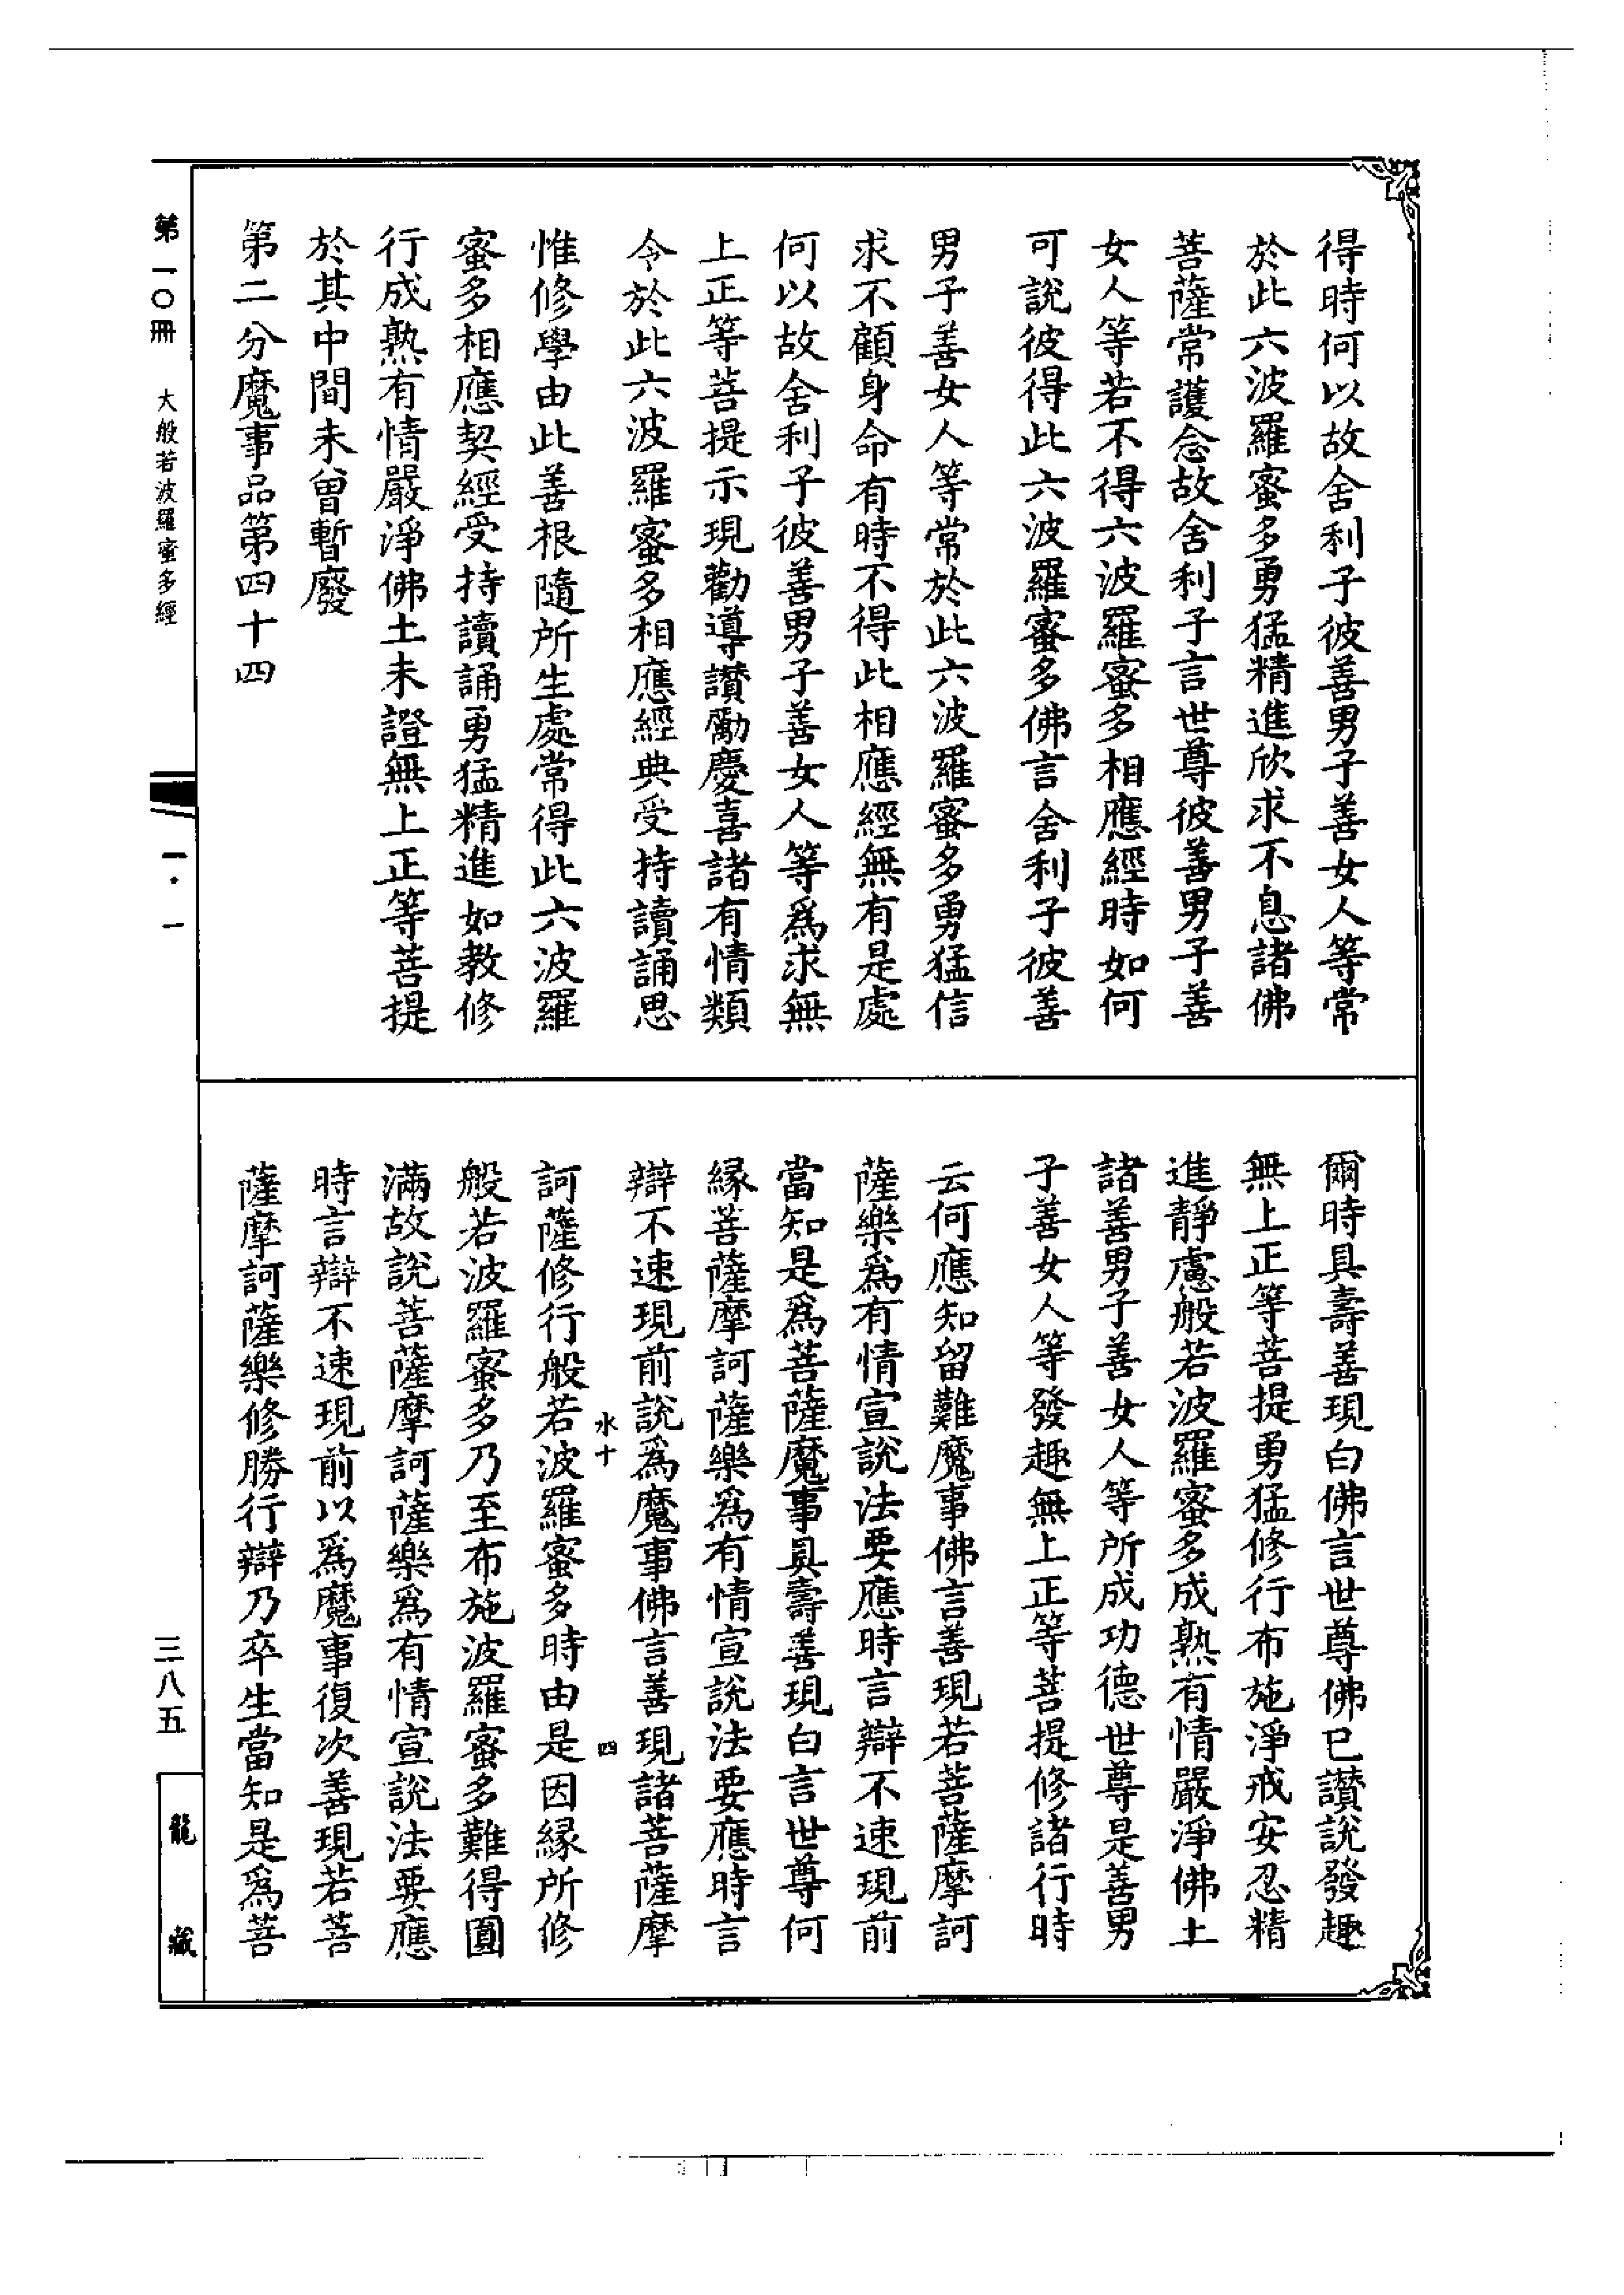 得時何以故舍利子彼善男子善女人等常
於此六波羅蜜多勇猛精進欣求不息諸佛
菩薩常護念故舍利子言世尊彼善男子善
女人等若不得六波羅蜜多相應經時如何
可說彼得此六波羅蜜多佛言舍利子彼善
男子善女人等常於此六波羅蜜多勇猛信
求不顧身命有時不得此相應經無有是處
何以故舍利子彼善男子善女人等爲求無
上正等菩提示現勸導讃勵慶喜諸有情類
令於此六波羅蜜多相應經典受持讀誦思
惟修學由此善根隨所生處常得此六波羅
蜜多相應契經受持讀誦勇猛精進如教修
行成熟有情嚴淨佛土未證無上正等菩提
於其中間未曾暫廢
第二分魔事品第四十四
爾時具壽善現白佛言世尊佛已讃說發趣
無上正等菩提勇猛修行布施淨戒安忍精
進靜慮般若波羅蜜多成熟有情嚴淨佛土
諸善男子善女人等所成功德世尊是善男
子善女人等發趣無上正等菩提修諸行時
云何應知留難魔事佛言善現若菩薩摩訶
薩樂爲有情宣說法要應時言辯不速現前
當知是爲菩薩魔事具壽善現白言世尊何
緣菩薩摩訶薩樂爲有情宣說法要應時言
辯不速現前說爲魔事佛言善現諸菩薩摩
水十 四
訶薩修行般若波羅蜜多時由是因緣所修
般若波羅蜜多乃至布施波羅蜜多難得圓
滿故說菩薩摩訶薩樂爲有情宣說法要應
時言辯不速現前以爲魔事復次善現若菩
薩摩訶薩樂修勝行辯乃卒生當知是爲菩
第一〇冊 大般若波羅蜜多經 一·一 三八五 龍藏